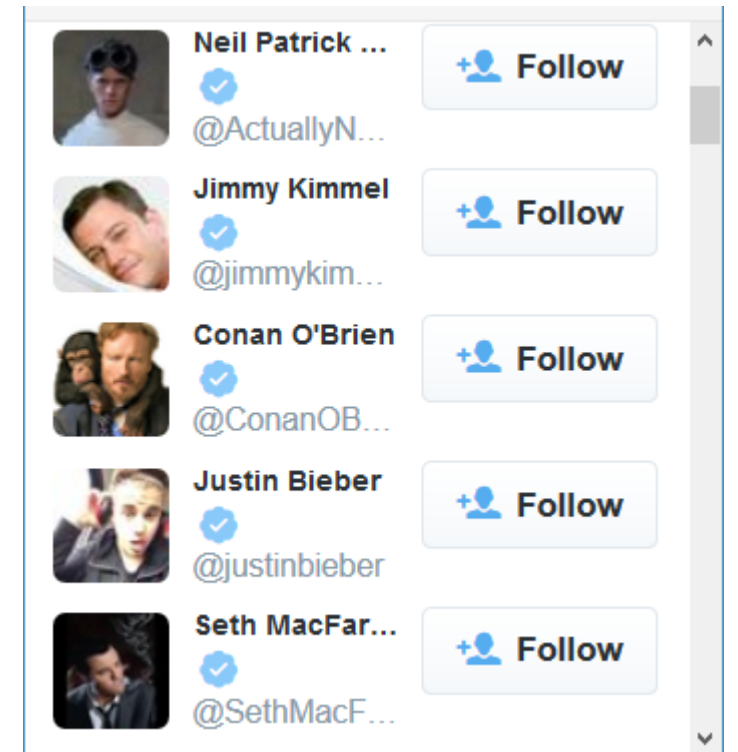 Neil Patrick ...
Follow
@ActuallyN...
Jimmy Kimmel
Follow
@jimmykim...
Conan O'Brien
Follow
@ConanOB...
Justin Bieber
Follow
@justinbieber
Seth MacFar...
Follow
@SethMacF...